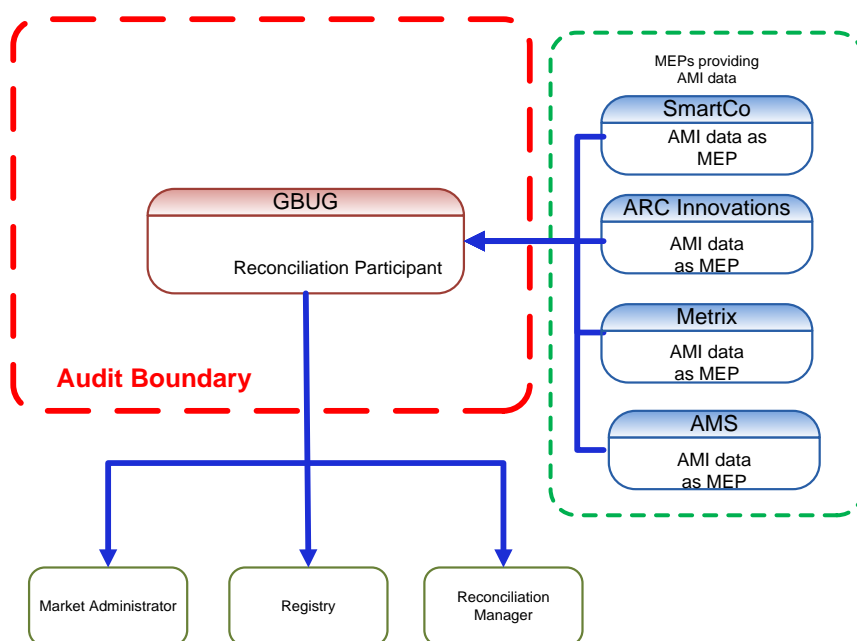 MEPs providing
AMI data
SmartCo
AMI data as
MEP
GBUG
Reconciliation Participant
ARC Innovations
AMI data
as MEP
Metrix
AMI data
as MEP
Audit Boundary
AMS
AMI data
as MEP
Market Administrator
Registry
Reconciliation
Manager